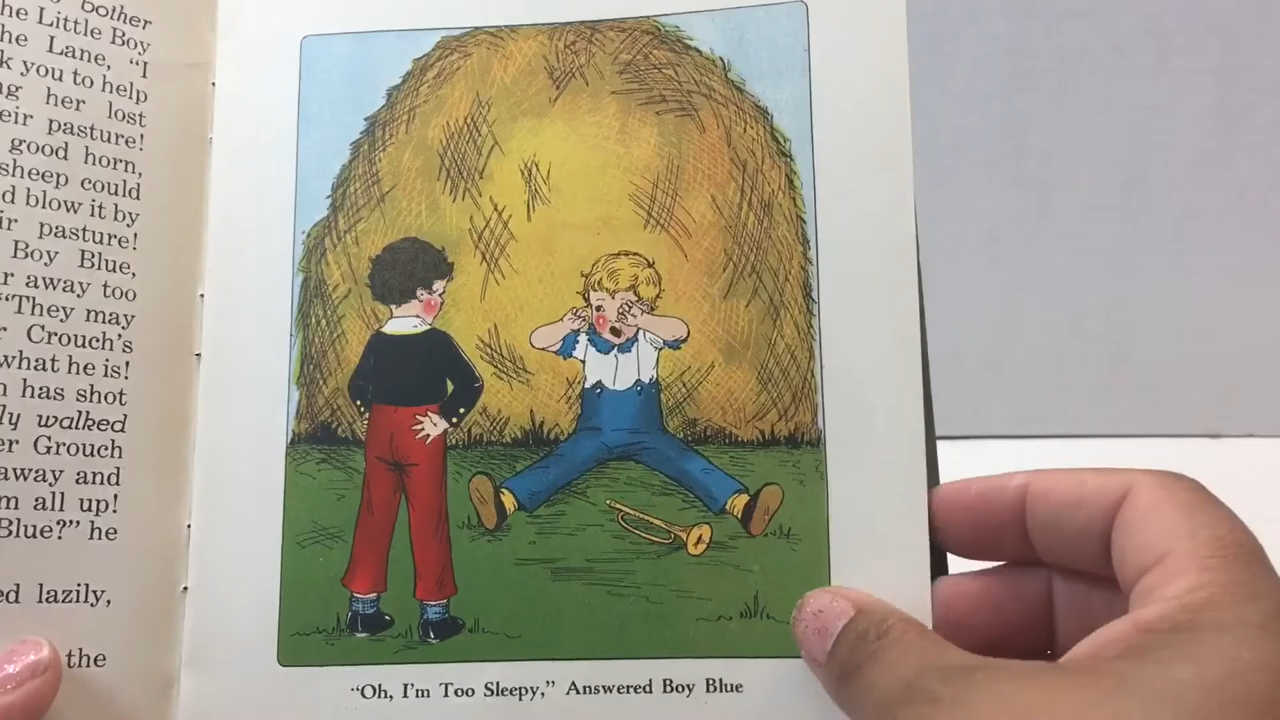 bother
he Little Boy
he Lane, “I
k you to help
ng her lost
eir pasture!
good horn,
sheep could
d blow it by
ir pasture!
Boy Blue,
r away too
“They may
r Crouch's
what he is!
n has shot
ly walked
er Grouch
away and
m all up!
Blue?” he
ed lazily,
the
“Oh, I'm Too Sleepy,” Answered Boy Blue